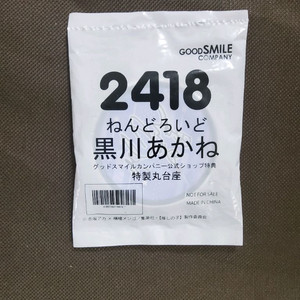 GOOD SMILE
COMPANY
2418
ねんどろいど
黒川あかね
グッドスマイルカンパニー公式ショップ特典
特製丸台座
NOT FOR SALE
MADE IN CHINA